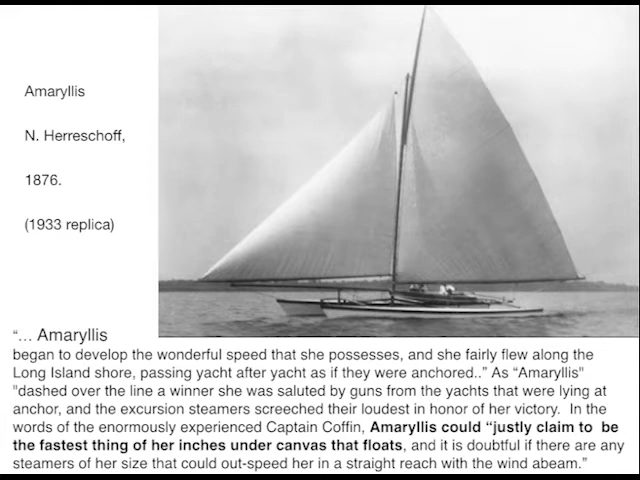 Amaryllis
N. Herreschoff,
1876.
(1933 replica)
“... Amaryllis
began to develop the wonderful speed that she possesses, and she fairly flew along the
Long Island shore, passing yacht after yacht as if they were anchored..” As “Amaryllis"
"dashed over the line a winner she was saluted by guns from the yachts that were lying at
anchor, and the excursion steamers screeched their loudest in honor of her victory. In the
words of the enormously experienced Captain Coffin, Amaryllis could “justly claim to be
the fastest thing of her inches under canvas that floats, and it is doubtful if there are any
steamers of her size that could out-speed her in a straight reach with the wind abeam.”